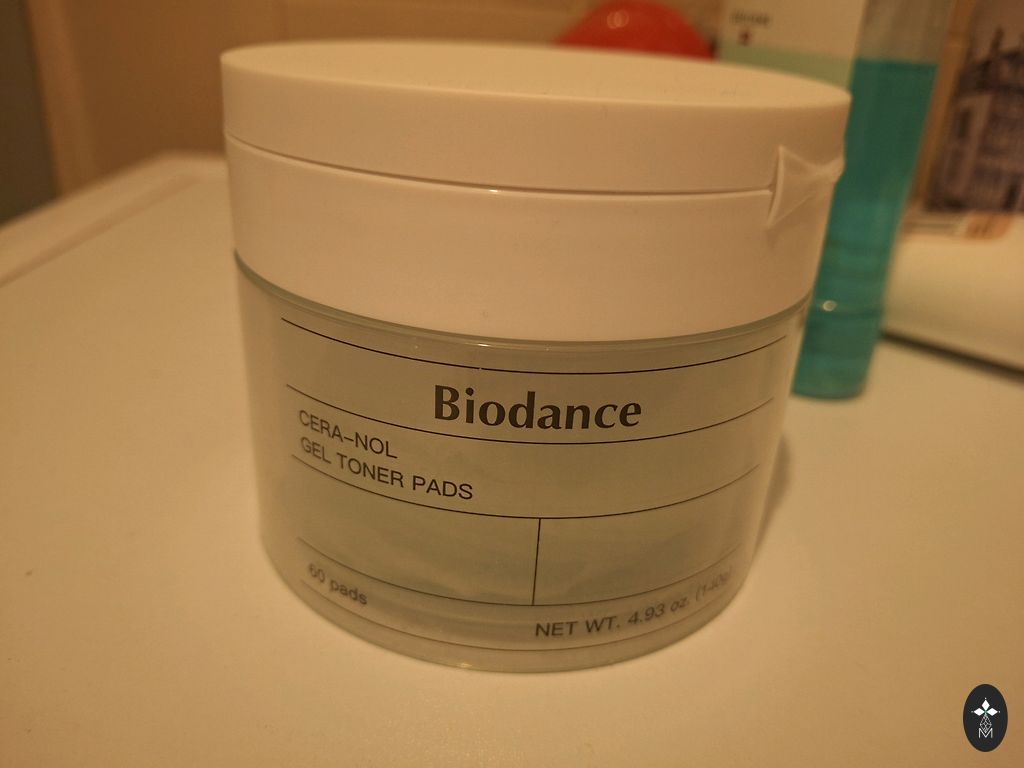 Biodance
CERA-NOL
GEL TONER PADS
60 pads
NET WT. 4.93 oz. (140g)
M